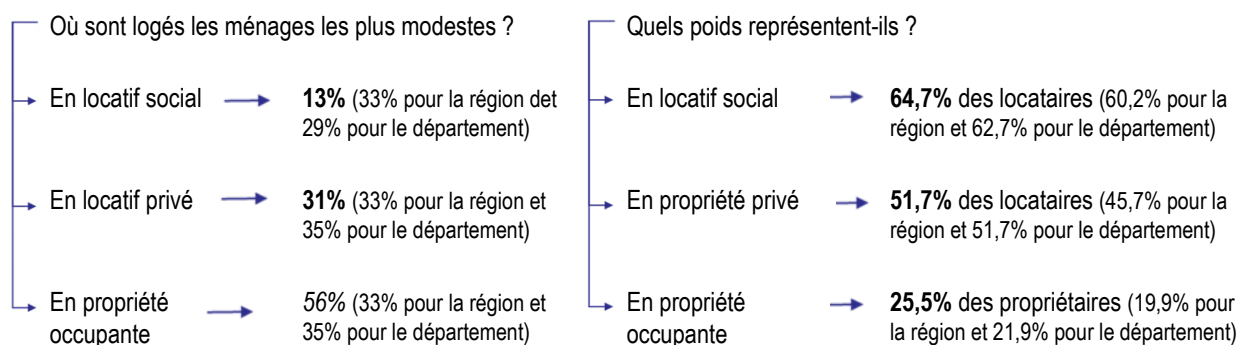 Où sont logés les ménages les plus modestes ?
En locatif social
13% (33% pour la région det
29% pour le département)
En locatif privé
31% (33% pour la région et
35% pour le département)
En propriété
occupante
56% (33% pour la région et
35% pour le département)
Quels poids représentent-ils ?
En locatif social
64,7% des locataires (60,2% pour la
région et 62,7% pour le département)
En propriété privé
51,7% des locataires (45,7% pour la
région et 51,7% pour le département)
En propriété
occupante
25,5% des propriétaires (19,9% pour
la région et 21,9% pour le département)